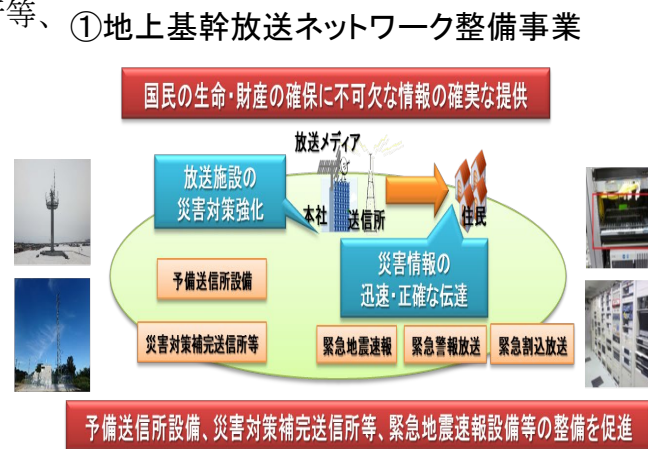 等、
①地上基幹放送ネットワーク整備事業
国民の生命・財産の確保に不可欠な情報の確実な提供
放送メディア
放送施設の
災害対策強化
本社
送信所
住民
災害情報の
迅速・正確な伝達
予備送信所設備
災害対策補完送信所等
緊急地震速報
緊急警報放送
緊急割込放送
予備送信所設備、災害対策補完送信所等、緊急地震速報設備等の整備を促進